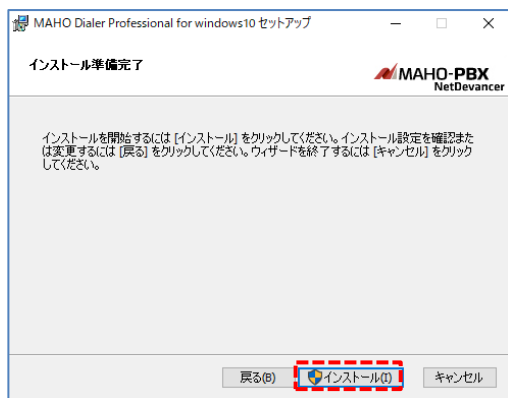 MAHO Dialer Professional for windows10 セットアップ
インストール準備完了
MAHO-PBX
NetDevancer
インストールを開始するには [インストール] をクリックしてください。インストール設定を確認また
は変更するには [戻る] をクリックしてください。ウィザードを終了するには [キャンセル] をクリック
してください。
戻る(B) インストール(I) キャンセル